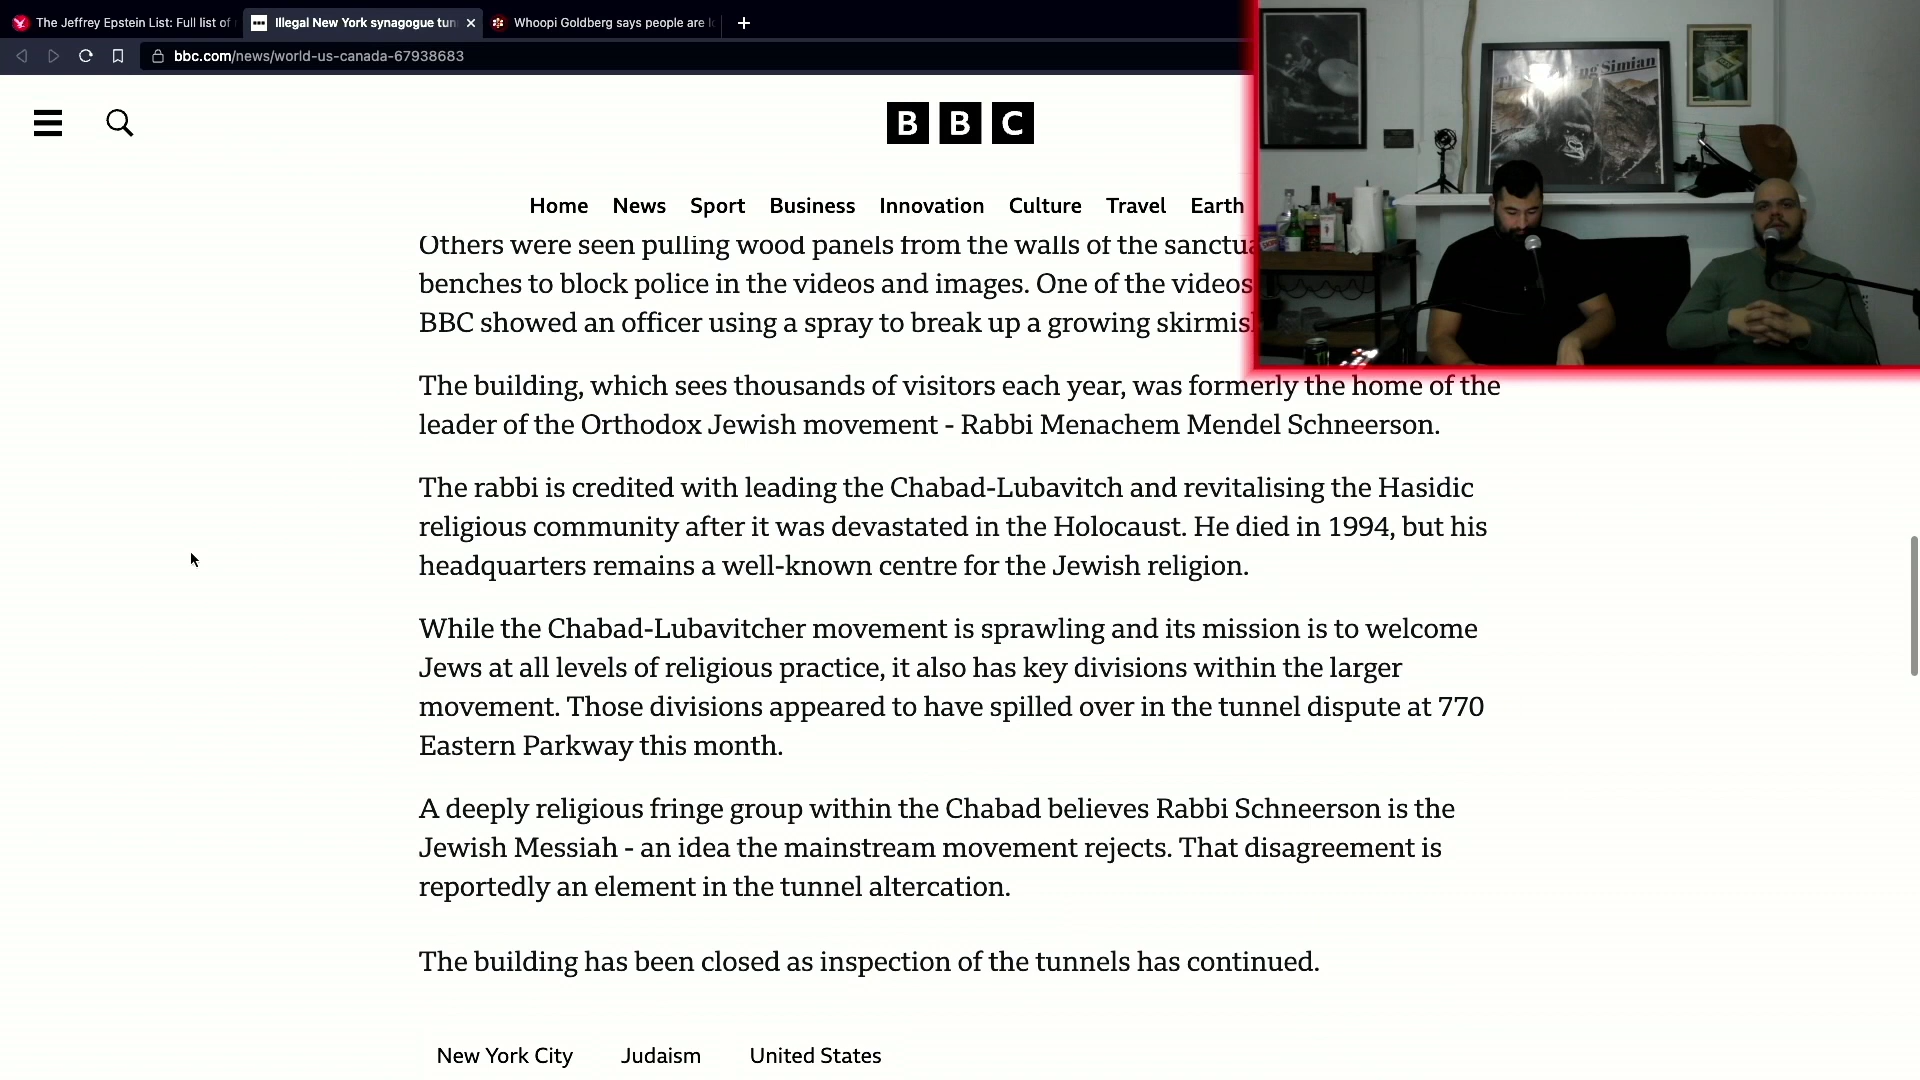 The Jeffrey Epstein List: Full list of
Illegal New York synagogue tun
Whoopi Goldberg says people are l
bbc.com/news/world-us-canada-67938683
BBC
Home News Sport Business Innovation Culture Travel Earth
Others were seen pulling wood panels from the walls of the sanctua
benches to block police in the videos and images. One of the videos
BBC showed an officer using a spray to break up a growing skirmish
The building, which sees thousands of visitors each year, was formerly the home of the
leader of the Orthodox Jewish movement - Rabbi Menachem Mendel Schneerson.
The rabbi is credited with leading the Chabad-Lubavitch and revitalising the Hasidic
religious community after it was devastated in the Holocaust. He died in 1994, but his
headquarters remains a well-known centre for the Jewish religion.
While the Chabad-Lubavitcher movement is sprawling and its mission is to welcome
Jews at all levels of religious practice, it also has key divisions within the larger
movement. Those divisions appeared to have spilled over in the tunnel dispute at 770
Eastern Parkway this month.
A deeply religious fringe group within the Chabad believes Rabbi Schneerson is the
Jewish Messiah - an idea the mainstream movement rejects. That disagreement is
reportedly an element in the tunnel altercation.
The building has been closed as inspection of the tunnels has continued.
New York City Judaism United States
Simian